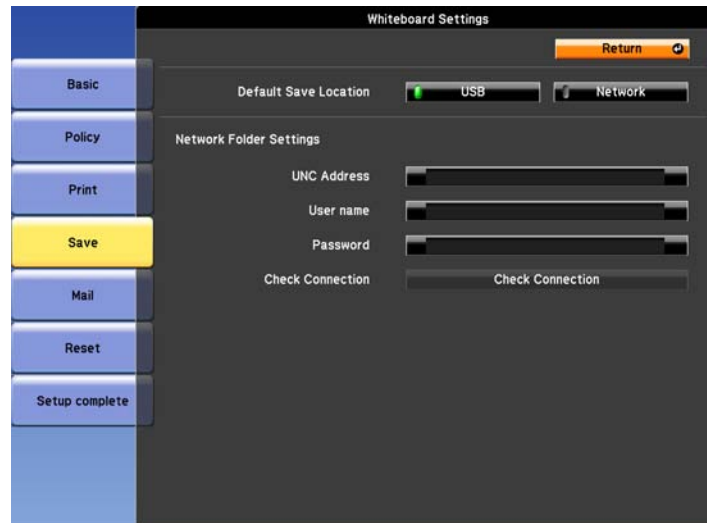 Whiteboard Settings
Return
Basic
Default Save Location
USB
Network
Policy
Network Folder Settings
UNC Address
Print
User name
Save
Password
Check Connection
Check Connection
Mail
Reset
Setup complete